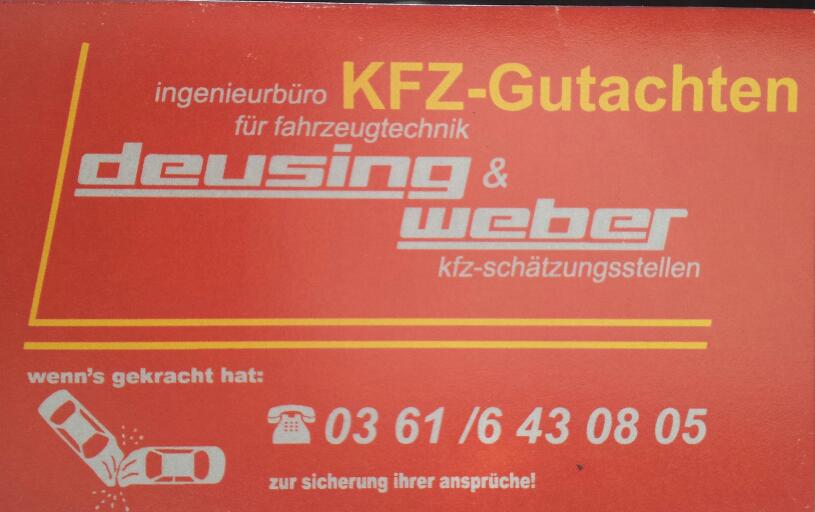 ingenieurbüro KFZ-Gutachten
für fahrzeugtechnik
deusing &
weber
kfz-schätzungsstellen
wenn's gekracht hat:
03 61 /6 43 08 05
zur sicherung ihrer ansprüche!